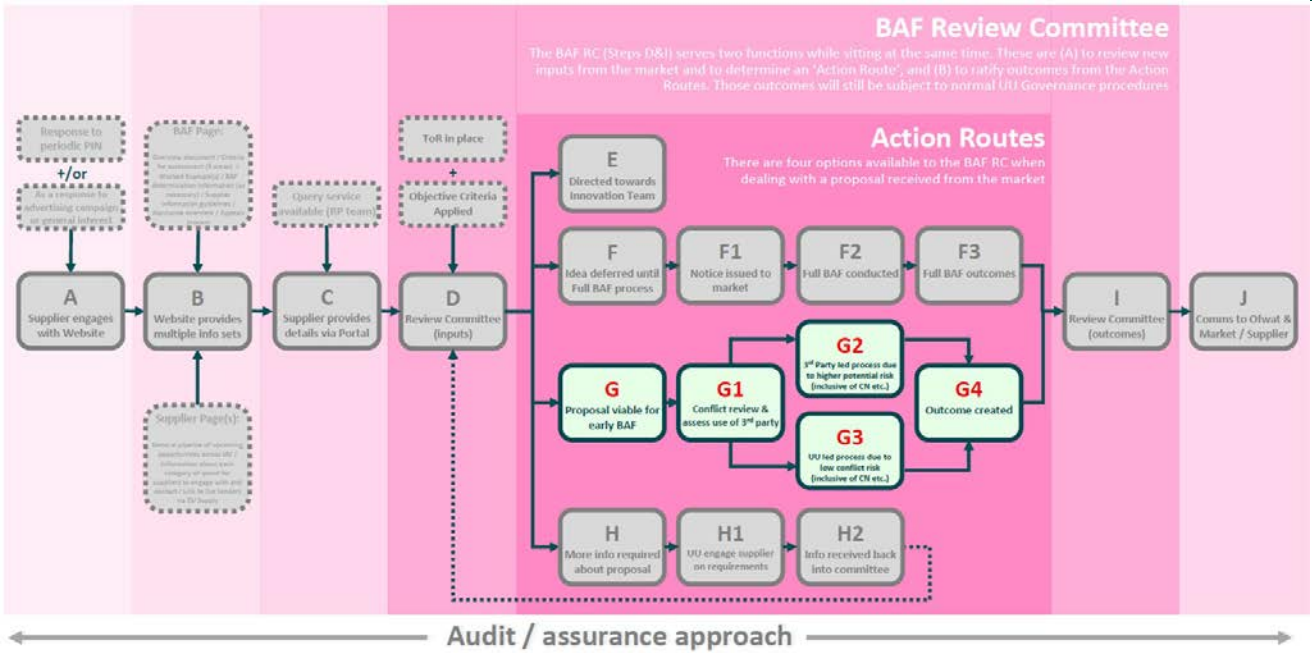 BAF Review Committee
The BAF RC (Steps D&I) serves two functions while sitting at the same time. These are (A) to review new
inputs from the market and to determine an 'Action Route', and (B) to ratify outcomes from the Action
Routes. Those outcomes will still be subject to normal UU Governance procedures
Action Routes
There are four options available to the BAF RC when
dealing with a proposal received from the market
Response to
periodic PIN
+/or
As a response to
advertising campaign
or general interest
BAF Page:
Query service
available (RP team)
ToR in place
+
Objective Criteria
Applied
A
Supplier engages
with Website
B
Website provides
multiple info sets
C
Supplier provides
details via Portal
D
Review Committee
(inputs)
E
Directed towards
Innovation Team
F
Idea deferred until
Full BAF process
F1
Notice issued to
market
F2
Full BAF conducted
F3
Full BAF outcomes
G
Proposal viable for
early BAF
G1
Conflict review &
assess use of 3rd party
G2
3rd Party led process due
to higher potential risk
(inclusive of CN etc.)
G3
UU led process due to
low conflict risk
(inclusive of CN etc.)
G4
Outcome created
H
More info required
about proposal
H1
UU engage supplier
on requirements
H2
Info received back
into committee
I
Review Committee
(outcomes)
J
Comms to Ofwat &
Market / Supplier
Supplier Page(s):
Audit / assurance approach